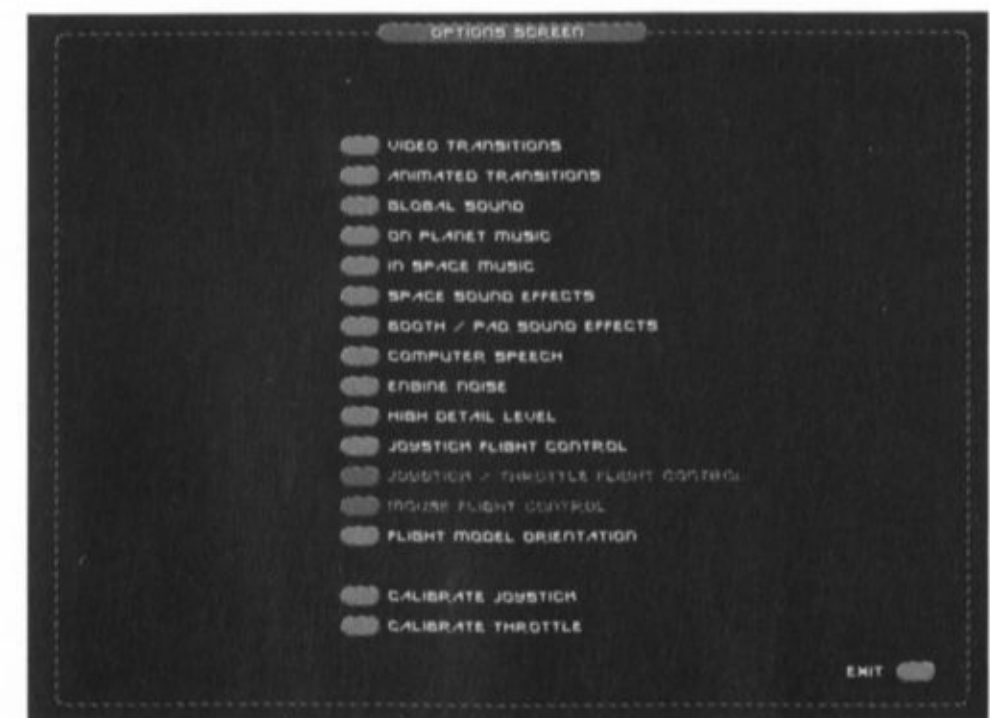 OPTIONS SCREEN
VIDEO TRANSITIONS
ANIMATED TRANSITIONS
GLOBAL SOUND
ON PLANET MUSIC
IN SPACE MUSIC
SPACE SOUND EFFECTS
BOOTH / PAD SOUND EFFECTS
COMPUTER SPEECH
ENGINE NOISE
HIGH DETAIL LEVEL
JOYSTICK FLIGHT CONTROL
JOYSTICK / THROTTLE FLIGHT CONTROL
MOUSE FLIGHT CONTROL
FLIGHT MODEL ORIENTATION
CALIBRATE JOYSTICK
CALIBRATE THROTTLE
EXIT